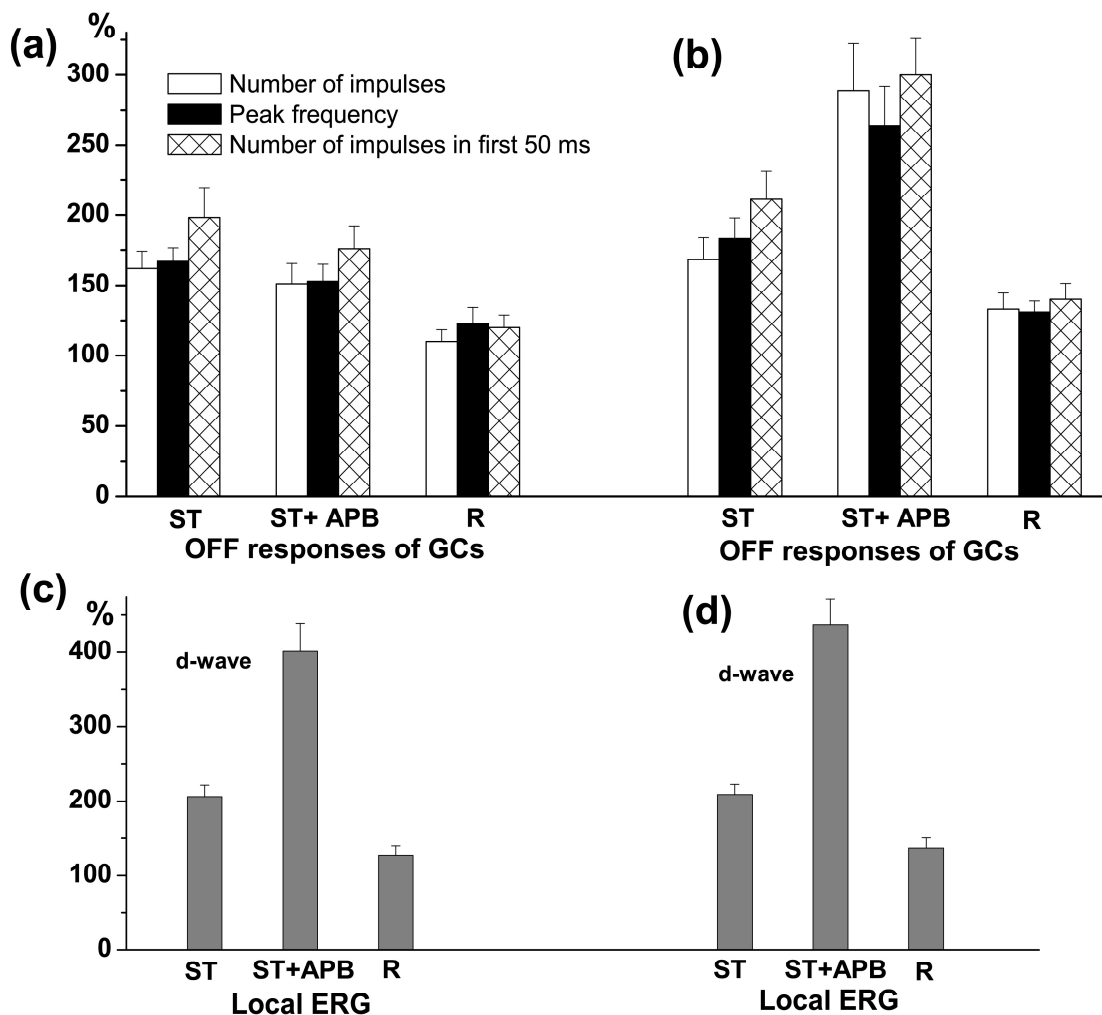 (a)
%
300
250
200
150
100
50
0
Number of impulses
Peak frequency
Number of impulses in first 50 ms
ST ST+ APB R
OFF responses of GCs
(b)
ST ST+ APB R
OFF responses of GCs
(c)
%
400
300
200
100
0
d-wave
ST ST+APB R
Local ERG
(d)
d-wave
ST ST+APB R
Local ERG